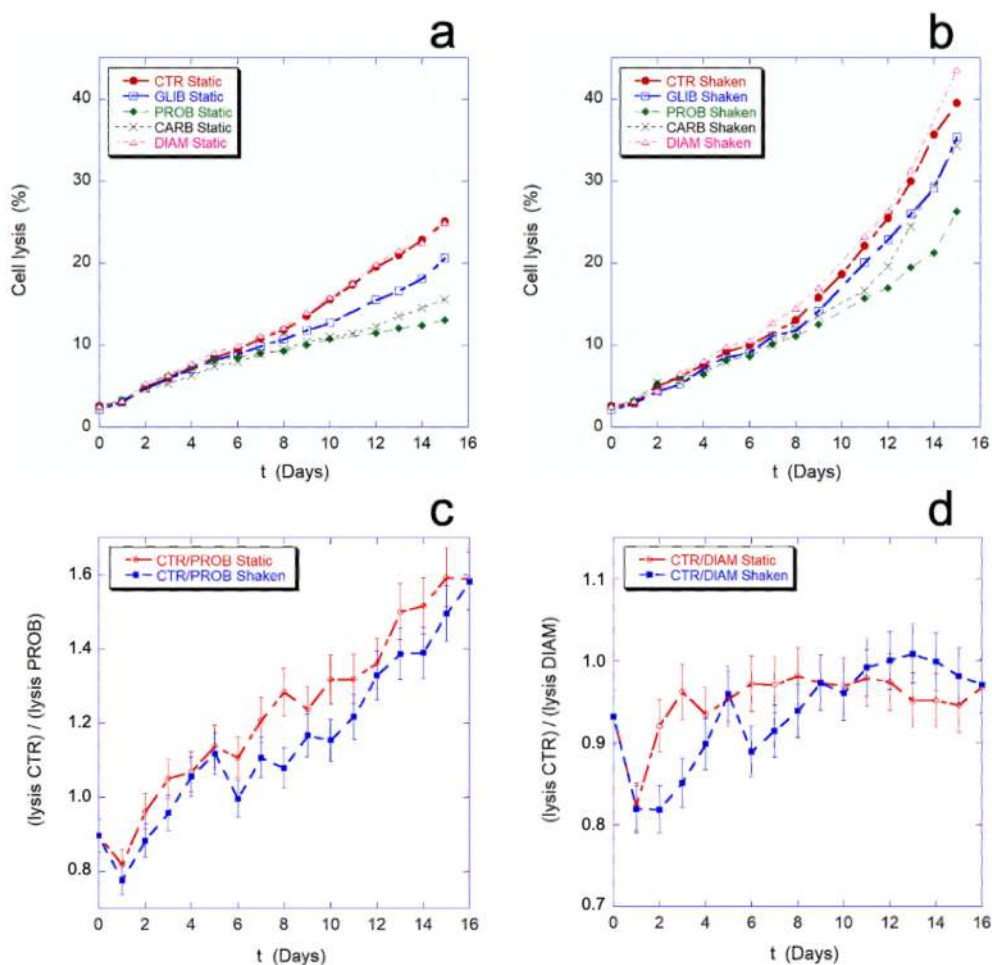 a
CTR Static
GLIB Static
PROB Static
CARB Static
DIAM Static
40
30
20
10
0
Cell lysis (%)
0 2 4 6 8 10 12 14 16
t (Days)
b
CTR Shaken
GLIB Shaken
PROB Shaken
CARB Shaken
DIAM Shaken
40
30
20
10
0
Cell lysis (%)
0 2 4 6 8 10 12 14 16
t (Days)
c
CTR/PROB Static
CTR/PROB Shaken
1.6
1.4
1.2
1.0
0.8
(lysis CTR) / (lysis PROB)
0 2 4 6 8 10 12 14 16
t (Days)
d
CTR/DIAM Static
CTR/DIAM Shaken
1.1
1.0
0.9
0.8
0.7
(lysis CTR) / (lysis DIAM)
0 2 4 6 8 10 12 14 16
t (Days)